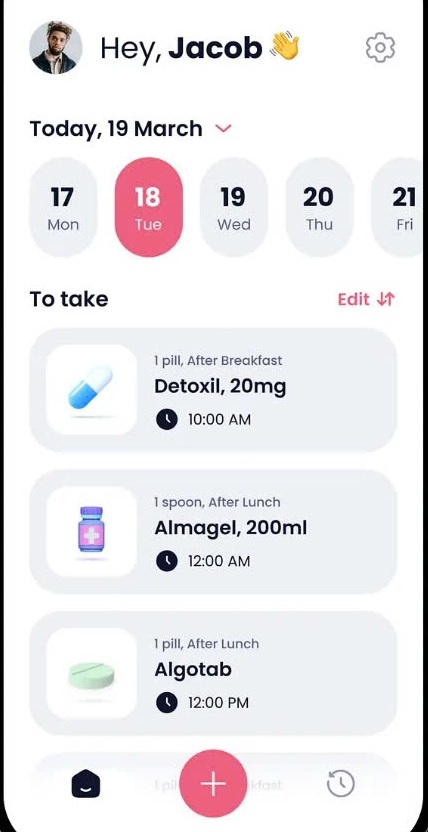 Hey, Jacob 👋
Today, 19 March
17 18 19 20 21
Mon Tue Wed Thu Fri
To take Edit
1 pill, After Breakfast
Detoxil, 20mg
10:00 AM
1 spoon, After Lunch
Almagel, 200ml
12:00 AM
1 pill, After Lunch
Algotab
12:00 PM
1 pil